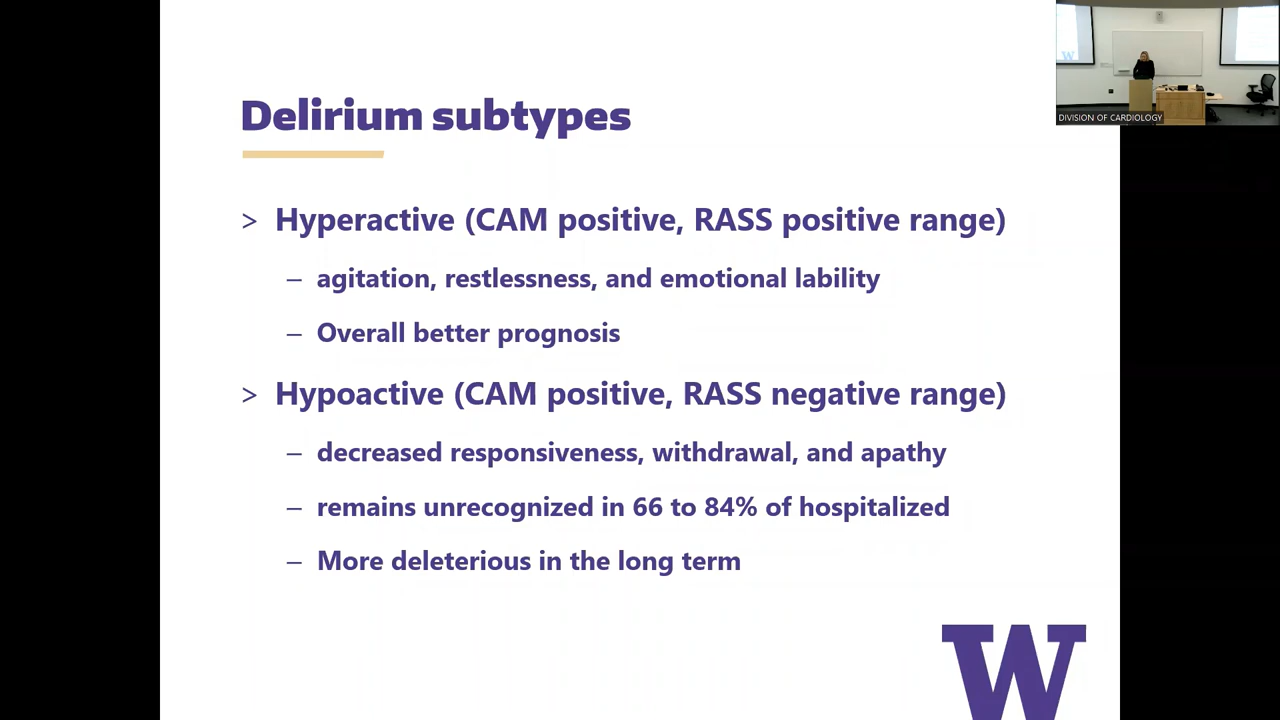 DIVISION OF CARDIOLOGY
Delirium subtypes
> Hyperactive (CAM positive, RASS positive range)
– agitation, restlessness, and emotional lability
– Overall better prognosis
> Hypoactive (CAM positive, RASS negative range)
– decreased responsiveness, withdrawal, and apathy
– remains unrecognized in 66 to 84% of hospitalized
– More deleterious in the long term
W